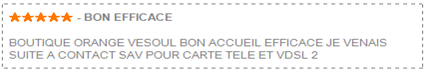 - BON EFFICACE
BOUTIQUE ORANGE VESOUL BON ACCUEIL EFFICACE JE VENAIS
SUITE A CONTACT SAV POUR CARTE TELE ET VDSL 2